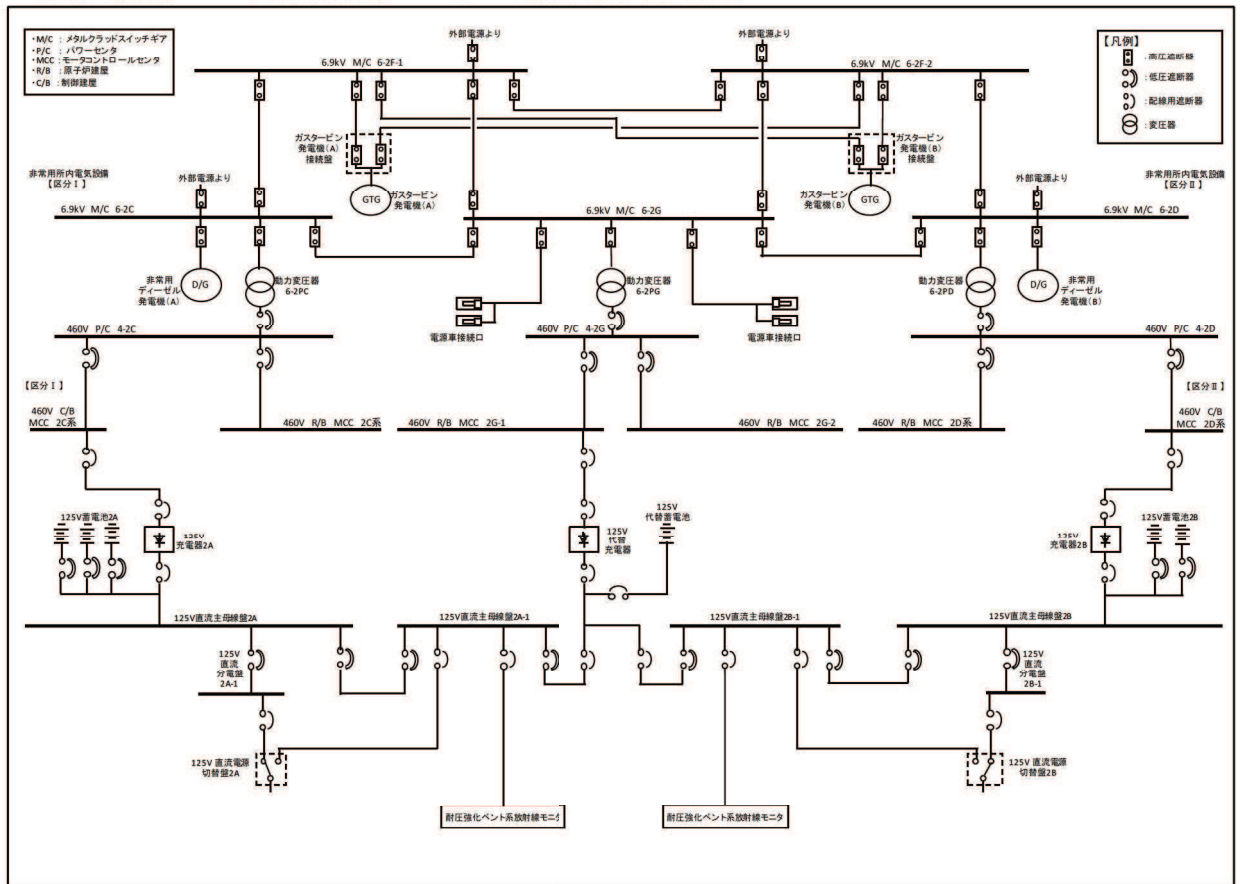 ・M/C : メタルクラッドスイッチギア
・P/C : パワーセンタ
・MCC : モータコントロールセンタ
・R/B : 原子炉建屋
・C/B : 制御建屋
外部電源より
外部電源より
【凡例】
:高圧遮断器
:低圧遮断器
:配線用遮断器
:変圧器
6.9kV M/C 6-2F-1
6.9kV M/C 6-2F-2
ガスタービン
発電機(A)
接続盤
ガスタービン
発電機(B)
接続盤
非常用所内電気設備
【区分Ⅰ】
外部電源より
GTG
ガスタービン
発電機(A)
ガスタービン
発電機(B)
GTG
外部電源より
非常用所内電気設備
【区分Ⅱ】
6.9kV M/C 6-2C
6.9kV M/C 6-2G
6.9kV M/C 6-2D
非常用
ディーゼル
発電機(A)
D/G
動力変圧器
6-2PC
動力変圧器
6-2PG
動力変圧器
6-2PD
D/G
非常用
ディーゼル
発電機(B)
電源車接続口
電源車接続口
460V P/C 4-2C
460V P/C 4-2G
460V P/C 4-2D
【区分Ⅰ】
【区分Ⅱ】
460V C/B
MCC 2C系
460V R/B MCC 2C系
460V R/B MCC 2G-1
460V R/B MCC 2G-2
460V R/B MCC 2D系
460V C/B
MCC 2D系
125V蓄電池2A
125V
充電器2A
125V
代替
充電器
125V
代替蓄電池
125V
充電器2B
125V蓄電池2B
125V直流主母線盤2A
125V直流主母線盤2A-1
125V直流主母線盤2B-1
125V直流主母線盤2B
125V
直流
分電盤
2A-1
125V
直流
分電盤
2B-1
125V 直流電源
切替盤2A
125V 直流電源
切替盤2B
耐圧強化ベント系放射線モニタ
耐圧強化ベント系放射線モニタ